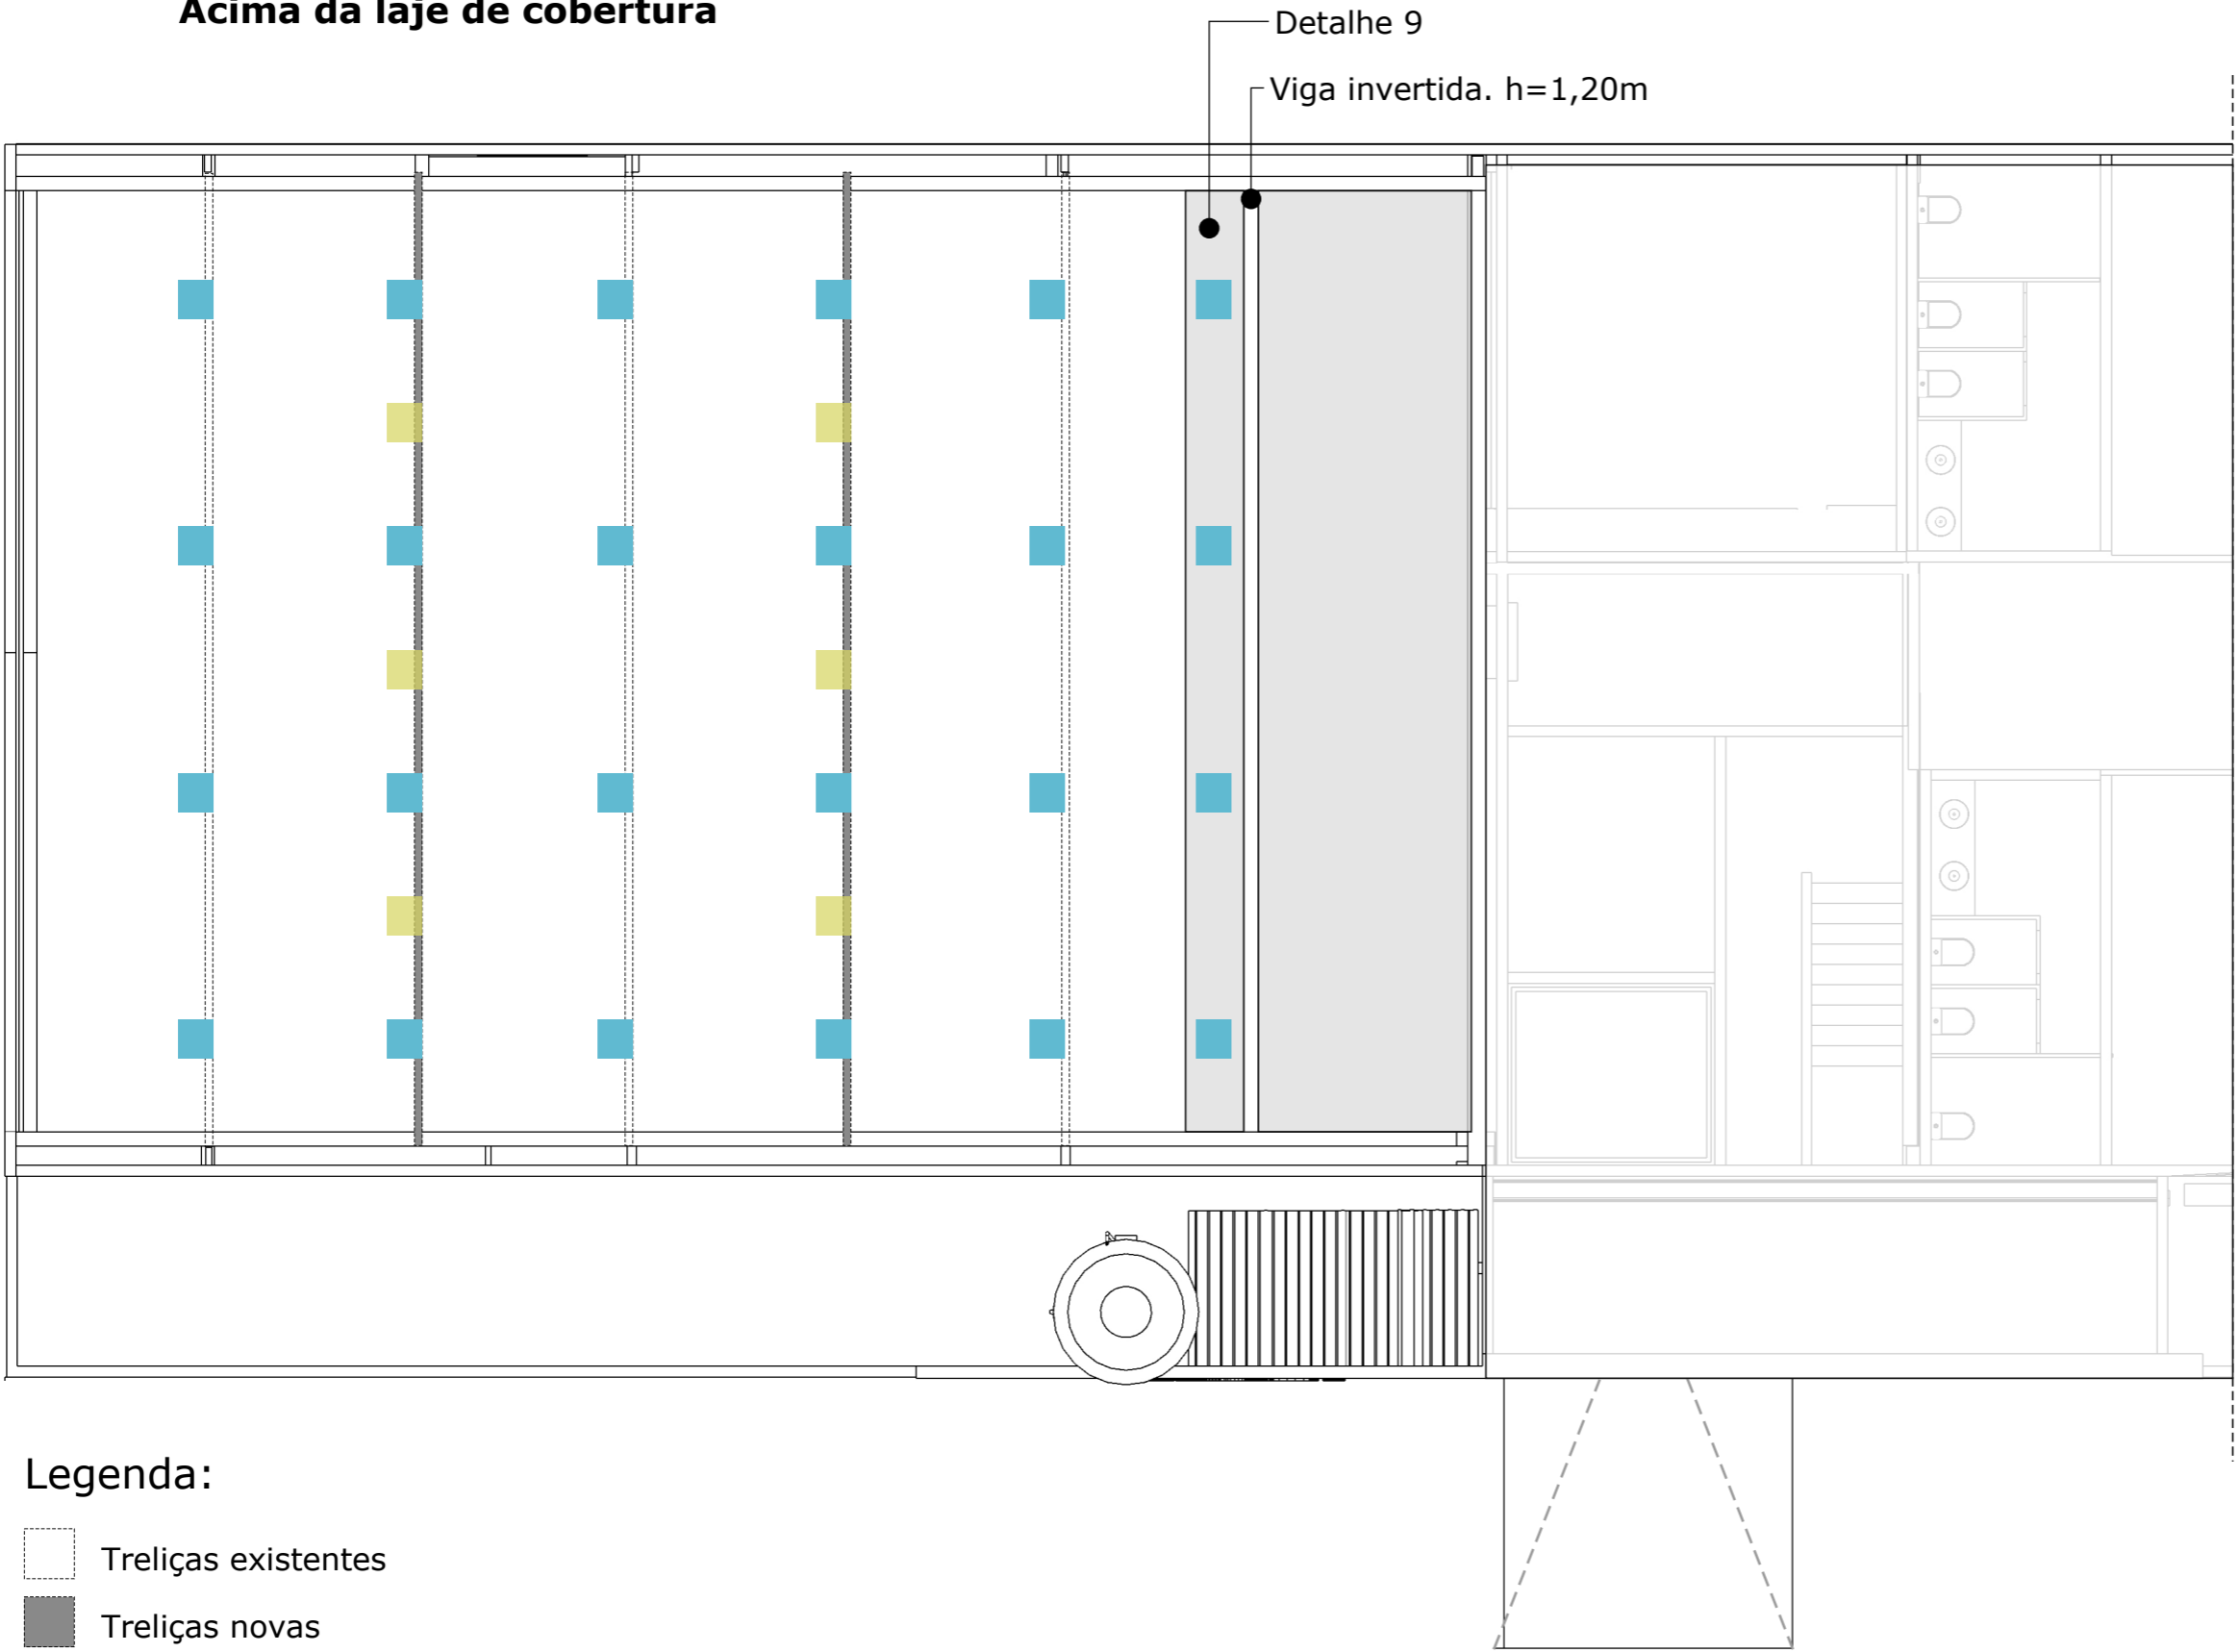 Acima da laje de cobertura
Detalhe 9
Viga invertida. h=1,20m
Legenda:
Treliças existentes
Treliças novas